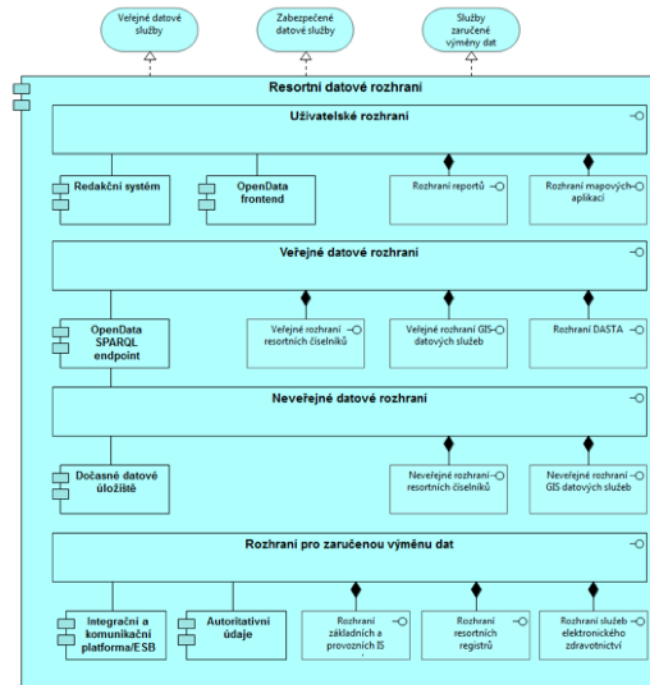 Veřejné datové
služby
Zabezpečené
datové služby
Služby
zaručené
výměny dat
Resortní datové rozhraní
Uživatelské rozhraní
Redakční systém
OpenData
frontend
Rozhraní reportů
Rozhraní mapových
aplikací
Veřejné datové rozhraní
OpenData
SPARQL
endpoint
Veřejné rozhraní
resortních číselníků
Veřejné rozhraní GIS
datových služeb
Rozhraní DASTA
Neveřejné datové rozhraní
Dočasné datové
úložiště
Neveřejné rozhraní
resortních číselníků
Neveřejné rozhraní
GIS datových služeb
Rozhraní pro zaručenou výměnu dat
Integrační a
komunikační
platforma/ESB
Autoritativní
údaje
Rozhraní
základních a
provozních IS
Rozhraní
resortních
registrů
Rozhraní služeb
elektronického
zdravotnictví